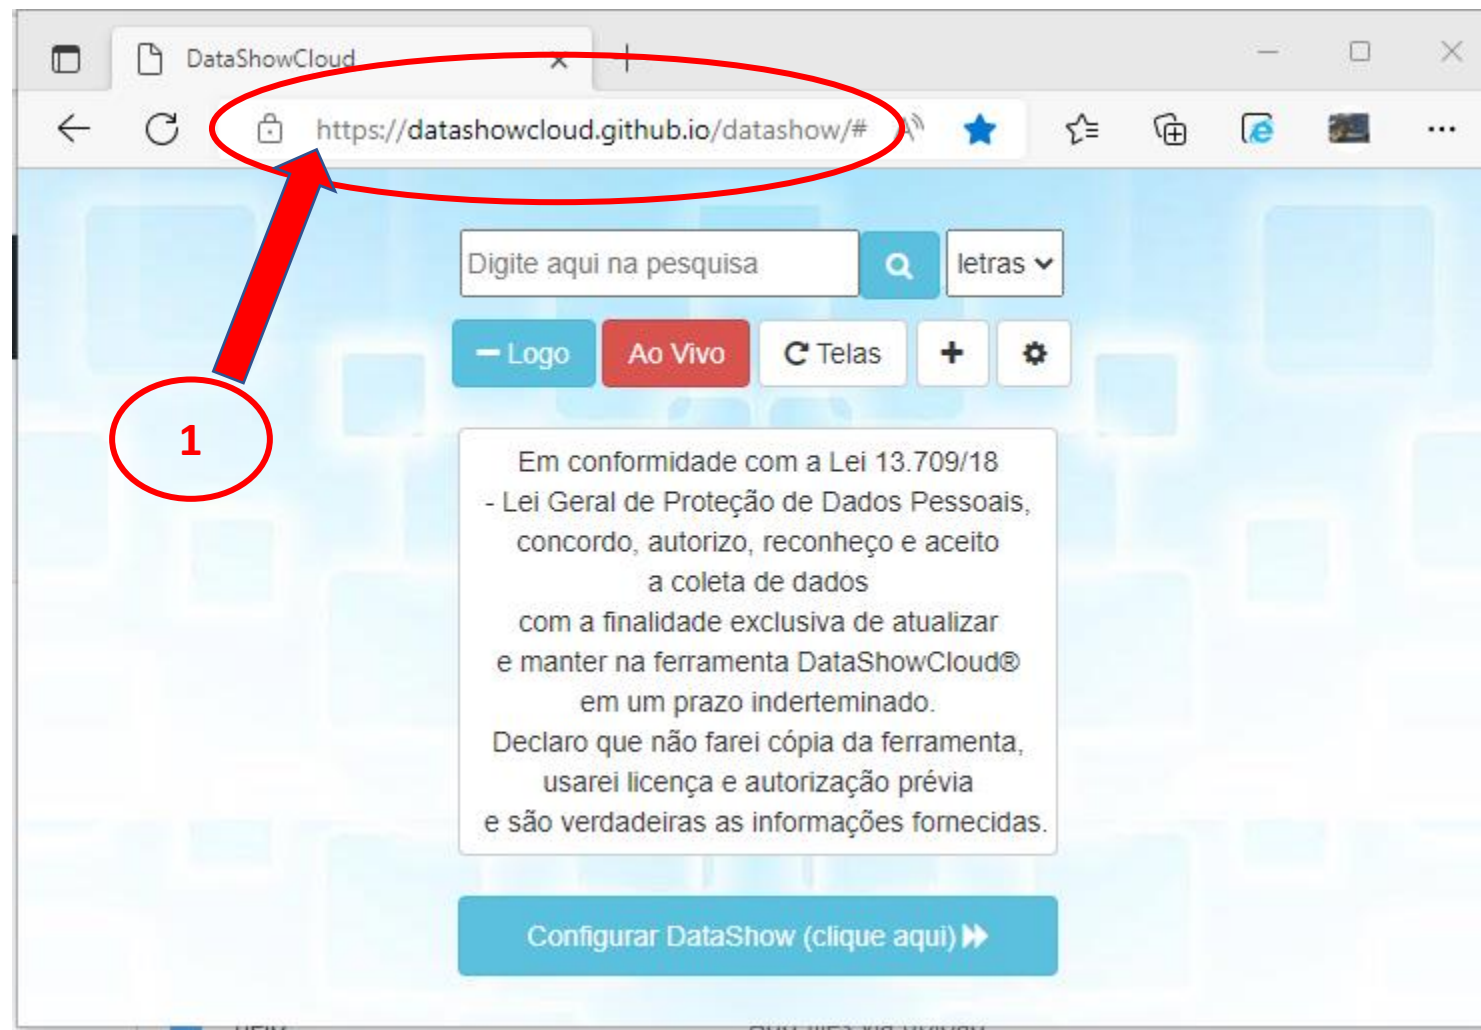 DataShowCloud
https://datashowcloud.github.io/datashow/#
Digite aqui na pesquisa
letras
Logo
Ao Vivo
Telas
1
Em conformidade com a Lei 13.709/18
- Lei Geral de Proteção de Dados Pessoais,
concordo, autorizo, reconheço e aceito
a coleta de dados
com a finalidade exclusiva de atualizar
e manter na ferramenta DataShowCloud®
em um prazo inderteminado.
Declaro que não farei cópia da ferramenta,
usarei licença e autorização prévia
e são verdadeiras as informações fornecidas.
Configurar DataShow (clique aqui)